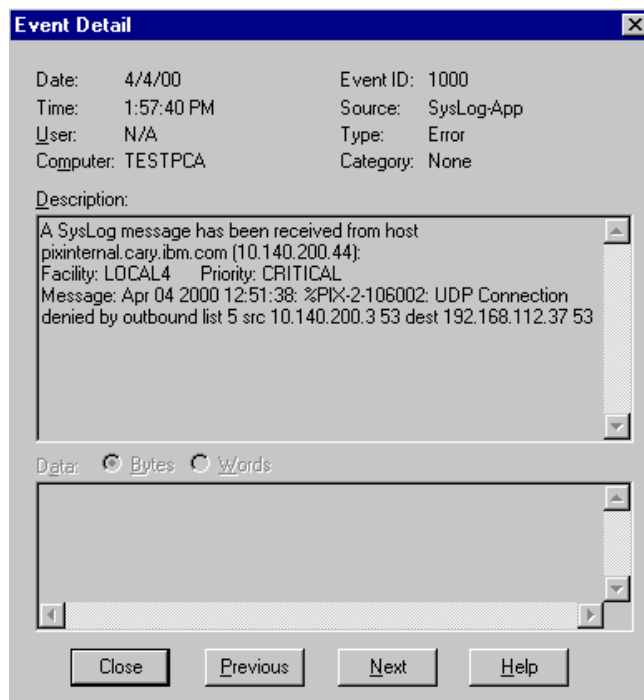 Event Detail
Date: 4/4/00 Event ID: 1000
Time: 1:57:40 PM Source: SysLog-App
User: N/A Type: Error
Computer: TESTPCA Category: None
Description:
A SysLog message has been received from host
pixinternal.cary.ibm.com (10.140.200.44):
Facility: LOCAL4 Priority: CRITICAL
Message: Apr 04 2000 12:51:38: %PIX-2-106002: UDP Connection
denied by outbound list 5 src 10.140.200.3 53 dest 192.168.112.37 53
Data: Bytes Words
Close Previous Next Help